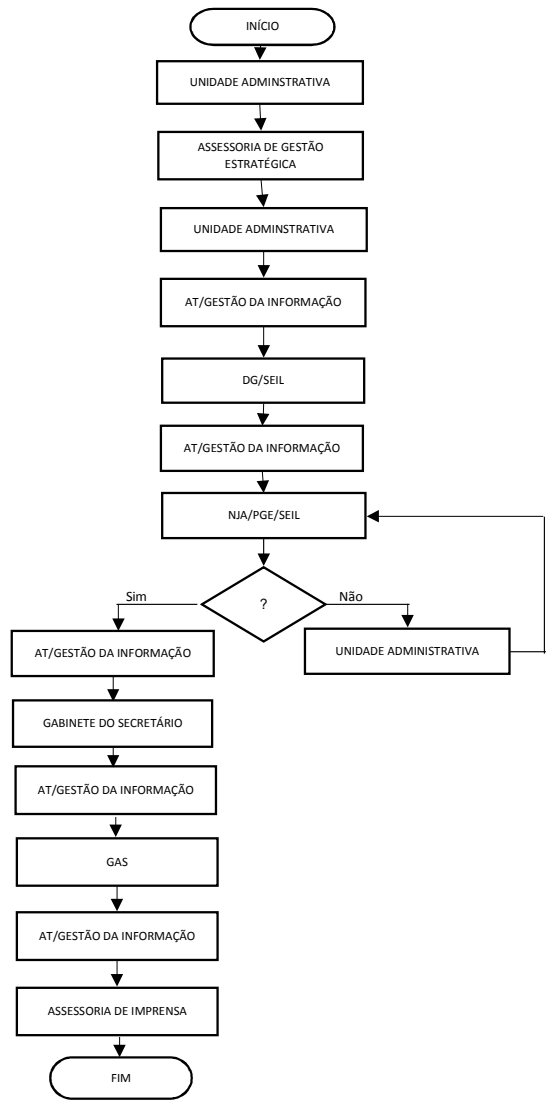 INÍCIO
UNIDADE ADMINSTRATIVA
ASSESSORIA DE GESTÃO
ESTRATÉGICA
UNIDADE ADMINSTRATIVA
AT/GESTÃO DA INFORMAÇÃO
DG/SEIL
AT/GESTÃO DA INFORMAÇÃO
NJA/PGE/SEIL
?
Sim
Não
AT/GESTÃO DA INFORMAÇÃO
UNIDADE ADMINISTRATIVA
GABINETE DO SECRETÁRIO
AT/GESTÃO DA INFORMAÇÃO
GAS
AT/GESTÃO DA INFORMAÇÃO
ASSESSORIA DE IMPRENSA
FIM